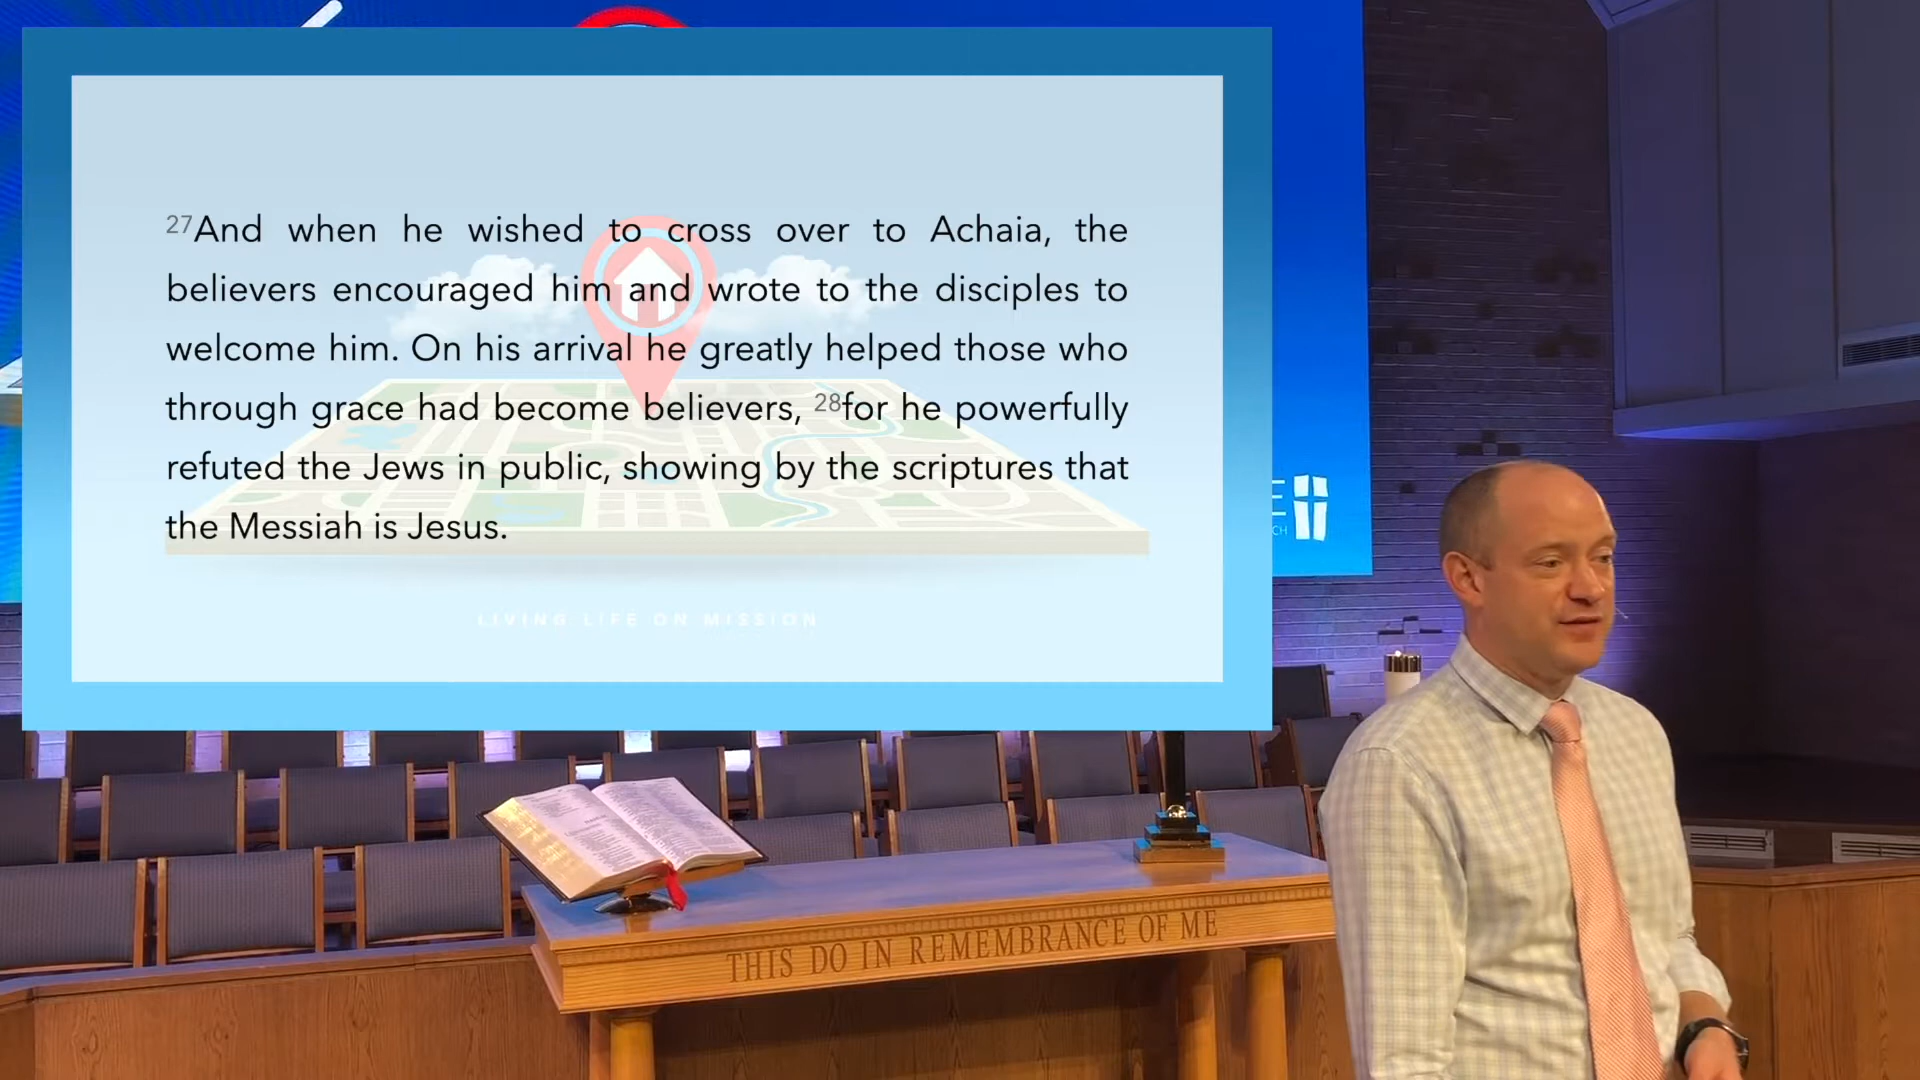 27And when he wished to cross over to Achaia, the
believers encouraged him and wrote to the disciples to
welcome him. On his arrival he greatly helped those who
through grace had become believers, 28for he powerfully
refuted the Jews in public, showing by the scriptures that
the Messiah is Jesus.
LIVING LIFE ON MISSION
E
CH
THIS DO IN REMEMBRANCE OF ME